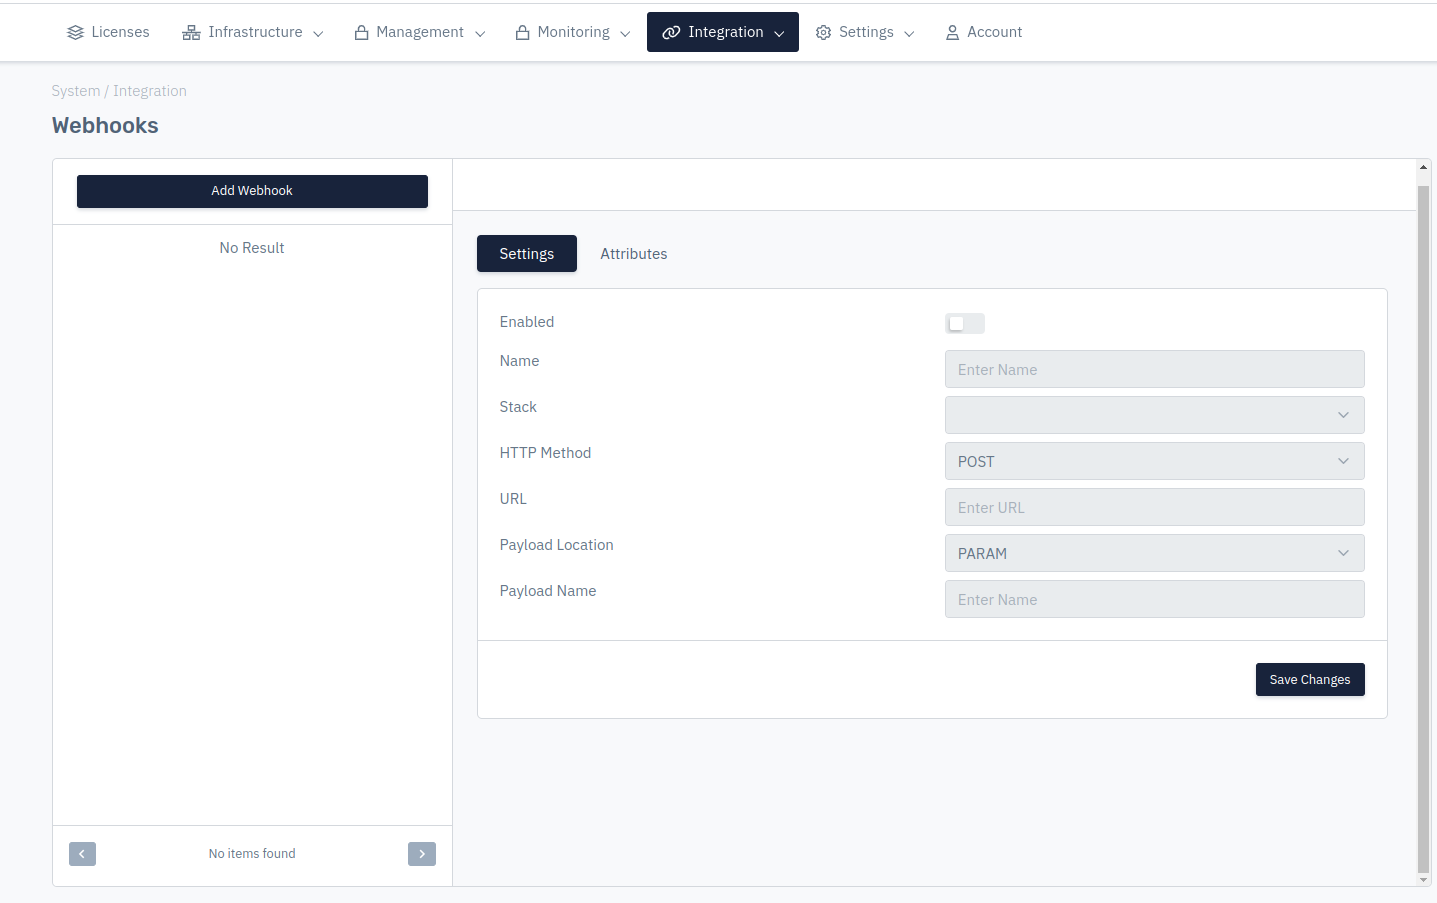 Licenses Infrastructure Management Monitoring Integration Settings Account
System / Integration
Webhooks
Add Webhook
No Result
No items found
Settings Attributes
Enabled
Name Enter Name
Stack
HTTP Method POST
URL Enter URL
Payload Location PARAM
Payload Name Enter Name
Save Changes